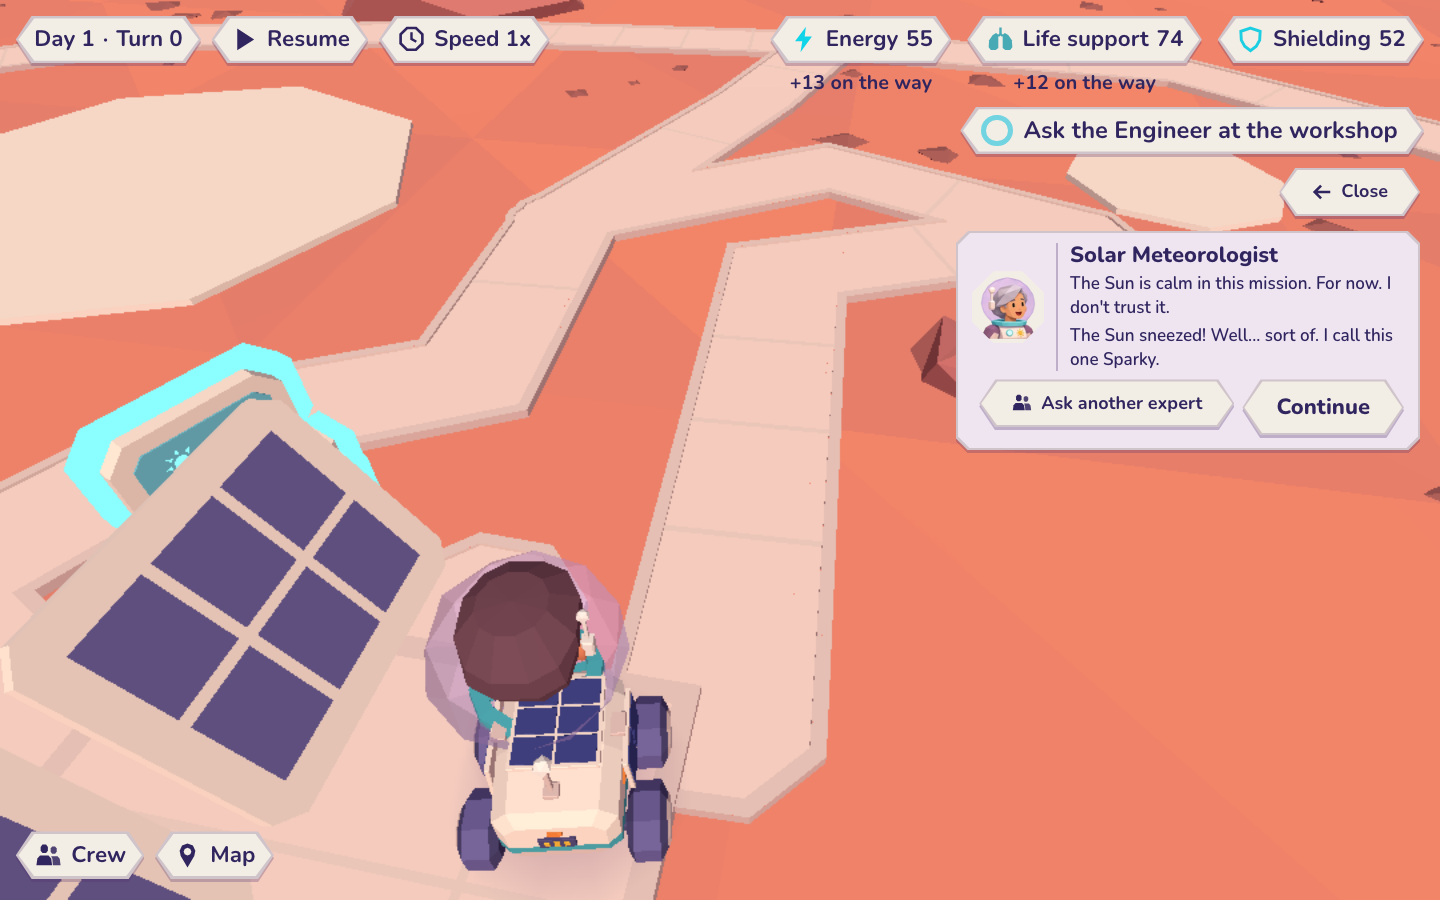 Day 1 · Turn 0
Resume
Speed 1x
Energy 55
Life support 74
Shielding 52
+13 on the way
+12 on the way
Ask the Engineer at the workshop
Close
Solar Meteorologist
The Sun is calm in this mission. For now. I
don't trust it.
The Sun sneezed! Well... sort of. I call this
one Sparky.
Ask another expert
Continue
Crew
Map